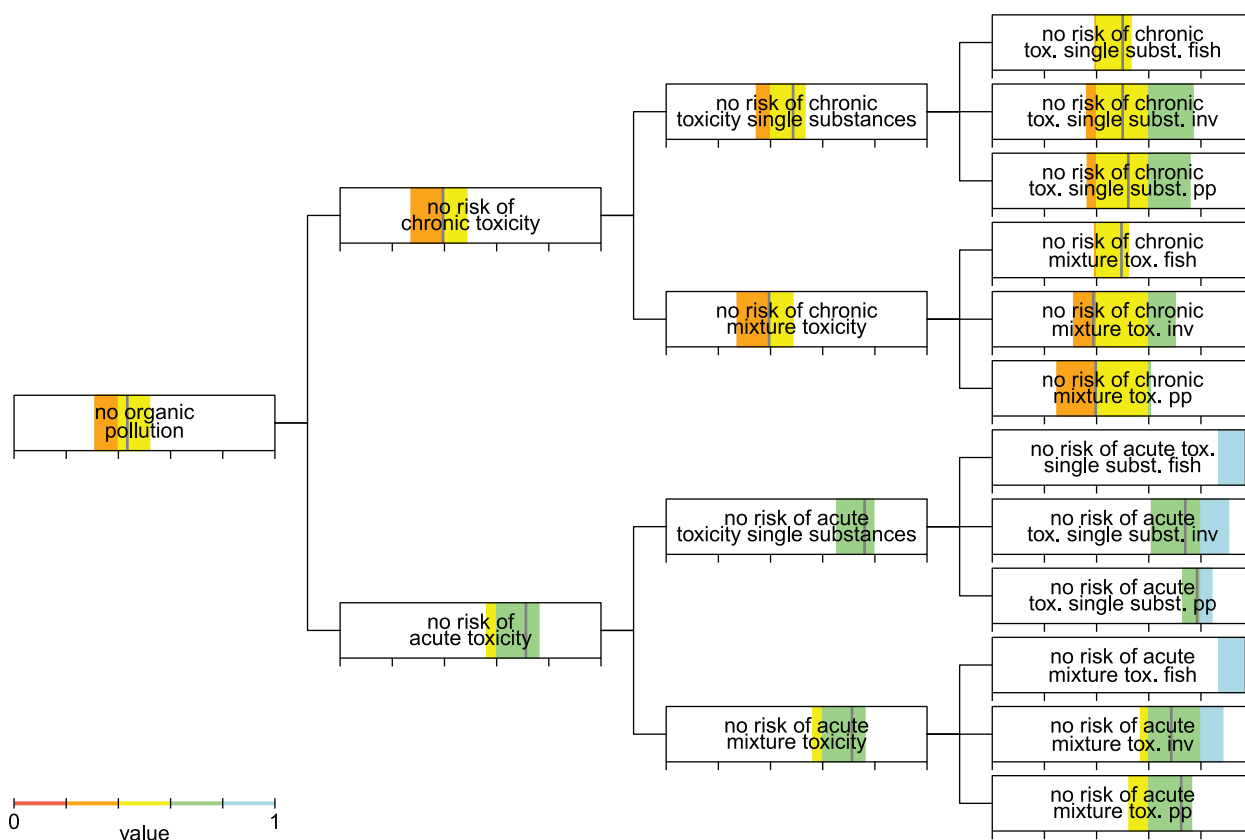 no risk of chronic
tox. single subst. fish
no risk of chronic
toxicity single substances
no risk of chronic
tox. single subst. inv
no risk of chronic
tox. single subst. pp
no risk of
chronic toxicity
no risk of chronic
mixture tox. fish
no risk of chronic
mixture toxicity
no risk of chronic
mixture tox. inv
no risk of chronic
mixture tox. pp
no organic
pollution
no risk of acute tox.
single subst. fish
no risk of acute
toxicity single substances
no risk of acute
tox. single subst. inv
no risk of acute
tox. single subst. pp
no risk of
acute toxicity
no risk of acute
mixture tox. fish
no risk of acute
mixture toxicity
no risk of acute
mixture tox. inv
no risk of acute
mixture tox. pp
0 1
value